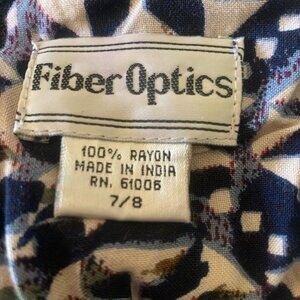 Fiber Optics
100% RAYON
MADE IN INDIA
RN. 61006
7/8